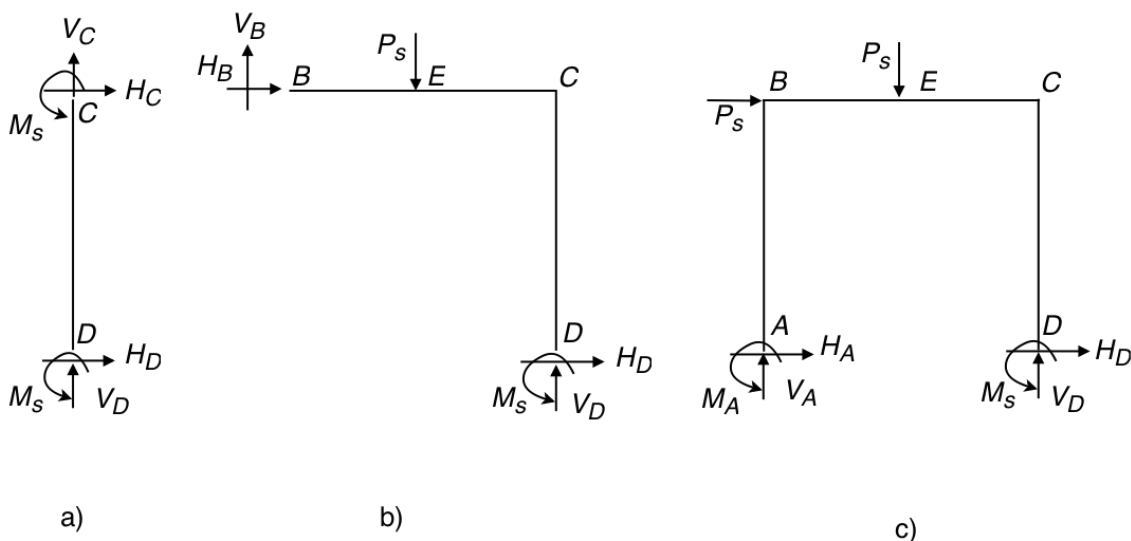 V_C
H_C
C
M_S
D
H_D
M_S
V_D
a)
V_B
H_B
B
P_S
E
C
D
H_D
M_S
V_D
b)
P_S
B
E
C
P_S
A
H_A
M_A
V_A
D
H_D
M_S
V_D
c)